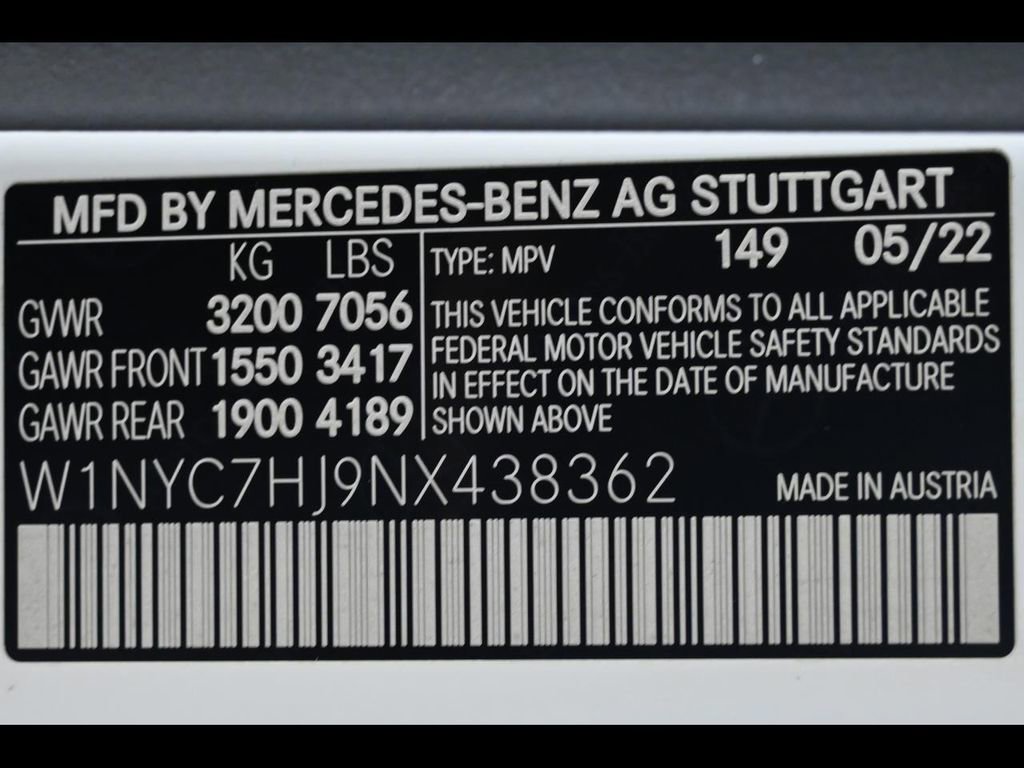 MFD BY MERCEDES-BENZ AG STUTTGART
KG LBS
GVWR 3200 7056
GAWR FRONT 1550 3417
GAWR REAR 1900 4189
TYPE: MPV 149 05/22
THIS VEHICLE CONFORMS TO ALL APPLICABLE
FEDERAL MOTOR VEHICLE SAFETY STANDARDS
IN EFFECT ON THE DATE OF MANUFACTURE
SHOWN ABOVE
W1NYC7HJ9NX438362
MADE IN AUSTRIA